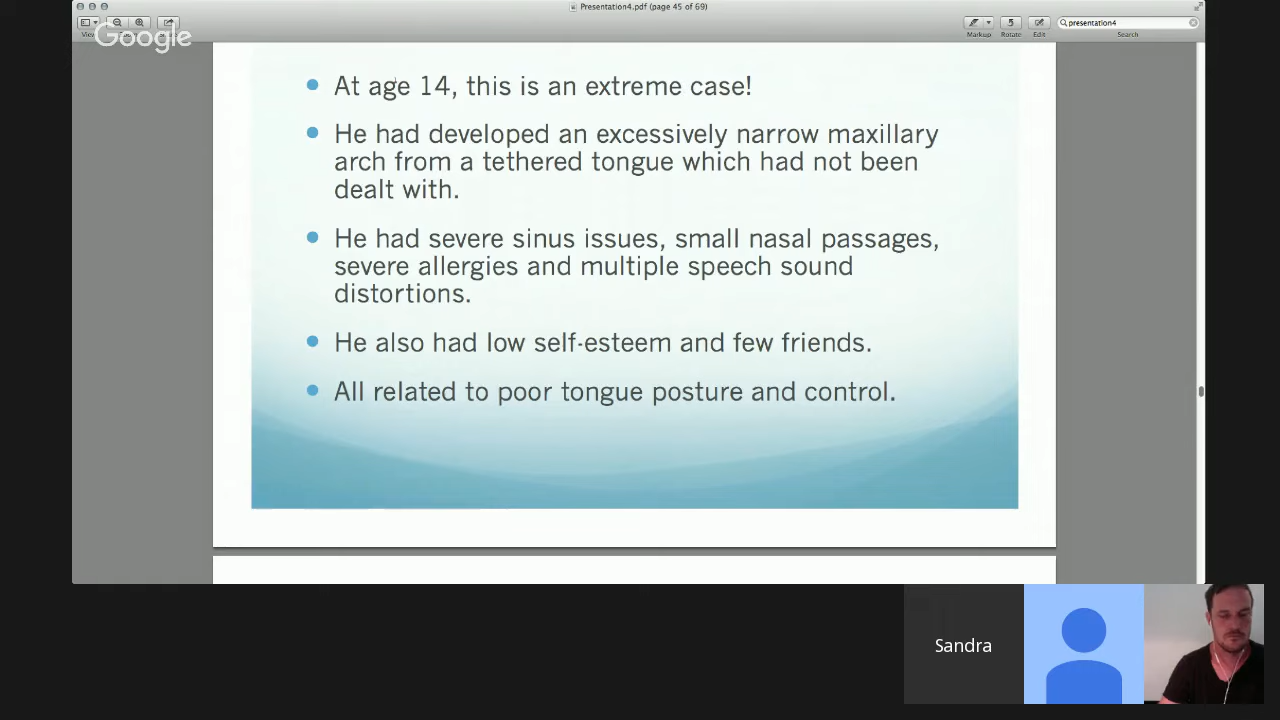 Presentation4.pdf (page 45 of 69)
Google
presentation4
View
Markup
Rotate
Edit
Search
At age 14, this is an extreme case!
He had developed an excessively narrow maxillary
arch from a tethered tongue which had not been
dealt with.
He had severe sinus issues, small nasal passages,
severe allergies and multiple speech sound
distortions.
He also had low self-esteem and few friends.
All related to poor tongue posture and control.
Sandra